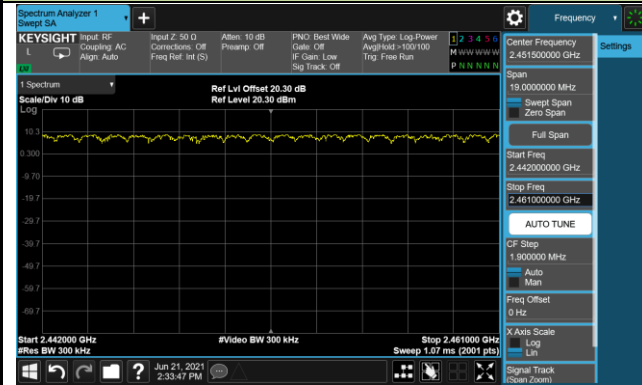 Spectrum Analyzer 1
Swept SA
+
Frequency
KEYSIGHT
L
Input: RF
Coupling: AC
Align: Auto
Input Z: 50 Ω
Corrections: Off
Freq Ref: Int (S)
Atten: 10 dB
Preamp: Off
PNO: Best Wide
Gate: Off
IF Gain: Low
Sig Track: Off
Avg Type: Log-Power
Avg|Hold:>100/100
Trig: Free Run
1 2 3 4 5 6
M W W W W W
P N N N N N
1 Spectrum
Scale/Div 10 dB
Log
Ref Lvl Offset 20.30 dB
Ref Level 20.30 dBm
10.3
0.300
-9.70
-19.7
-29.7
-39.7
-49.7
-59.7
-69.7
Start 2.442000 GHz
#Res BW 300 kHz
#Video BW 300 kHz
Stop 2.461000 GHz
Sweep 1.07 ms (2001 pts)
Center Frequency
2.451500000 GHz
Settings
Span
19.0000000 MHz
Swept Span
Zero Span
Full Span
Start Freq
2.442000000 GHz
Stop Freq
2.461000000 GHz
AUTO TUNE
CF Step
1.900000 MHz
Auto
Man
Freq Offset
0 Hz
X Axis Scale
Log
Lin
Signal Track
(Span Zoom)
?
Jun 21, 2021
2:33:47 PM